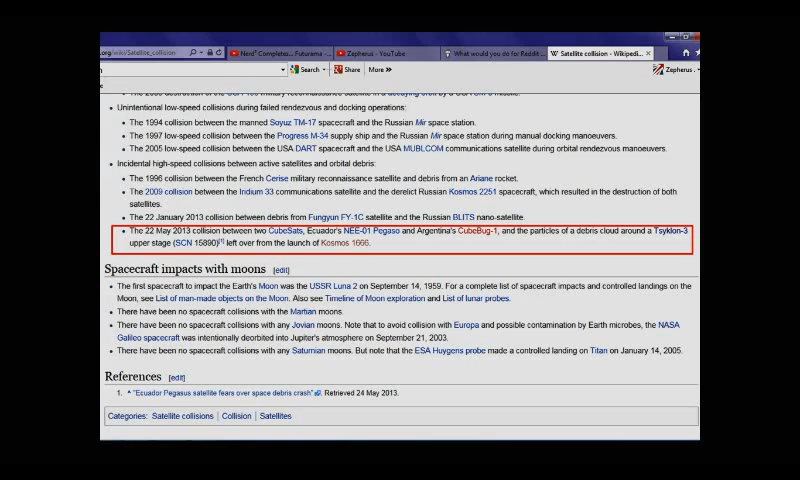 .org/wiki/Satellite_collision
Nerd³ Completes... Futurama -...
Zepherus - YouTube
What would you do for Reddit ...
Satellite collision - Wikipedi...
Search
Share
More »
Zepherus .
Unintentional low-speed collisions during failed rendezvous and docking operations:
The 1994 collision between the manned Soyuz TM-17 spacecraft and the Russian Mir space station.
The 1997 collision between the Progress M-34 supply ship and the Russian Mir space station during manual docking manoeuvers.
The 2005 low-speed collision between the USA DART spacecraft and the USA MUBLCOM communications satellite during orbital rendezvous manoeuvers.
Incidental high-speed collisions between active satellites and orbital debris:
The 1996 collision between the French Cerise military reconnaissance satellite and debris from an Ariane rocket.
The 2009 collision between the Iridium 33 communications satellite and the derelict Russian Kosmos 2251 spacecraft, which resulted in the destruction of both
satellites.
The 22 January 2013 collision between debris from Fungyun FY-1C satellite and the Russian BLITS nano-satellite.
The 22 May 2013 collision between two CubeSats, Ecuador's NEE-01 Pegaso and Argentina's CubeBug-1, and the particles of a debris cloud around a Tsyklon-3
upper stage (SCN 15890)[1] left over from the launch of Kosmos 1666.
Spacecraft impacts with moons [edit]
The first spacecraft to impact the Earth's Moon was the USSR Luna 2 on September 14, 1959. For a complete list of spacecraft impacts and controlled landings on the
Moon, see List of man-made objects on the Moon. Also see Timeline of Moon exploration and List of lunar probes.
There have been no spacecraft collisions with the Martian moons.
There have been no spacecraft collisions with any Jovian moons. Note that to avoid collision with Europa and possible contamination by Earth microbes, the NASA
Galileo spacecraft was intentionally deorbited into Jupiter's atmosphere on September 21, 2003.
There have been no spacecraft collisions with any Saturnian moons. But note that the ESA Huygens probe made a controlled landing on Titan on January 14, 2005.
References [edit]
1. ^ "Ecuador Pegasus satellite fears over space debris crash". Retrieved 24 May 2013.
Categories: Satellite collisions | Collision | Satellites